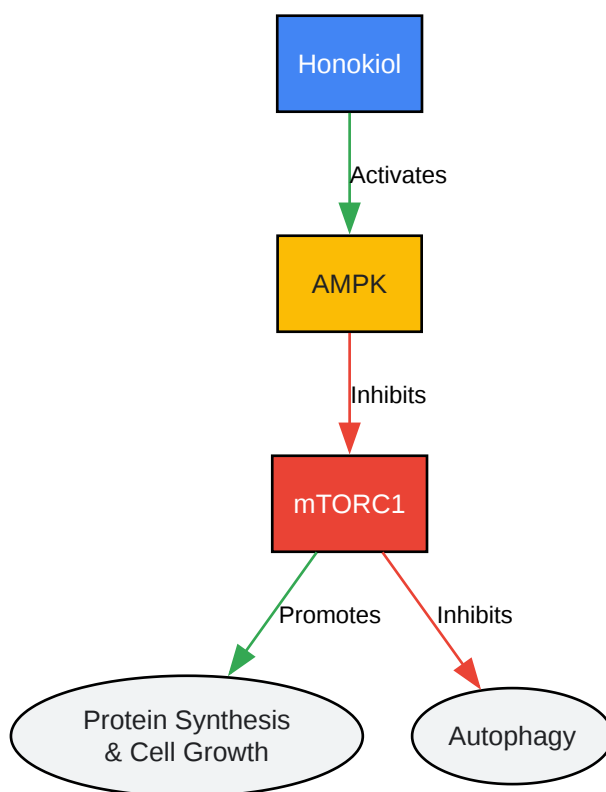 Honokiol
Activates
AMPK
Inhibits
mTORC1
Promotes
Inhibits
Protein Synthesis
& Cell Growth
Autophagy